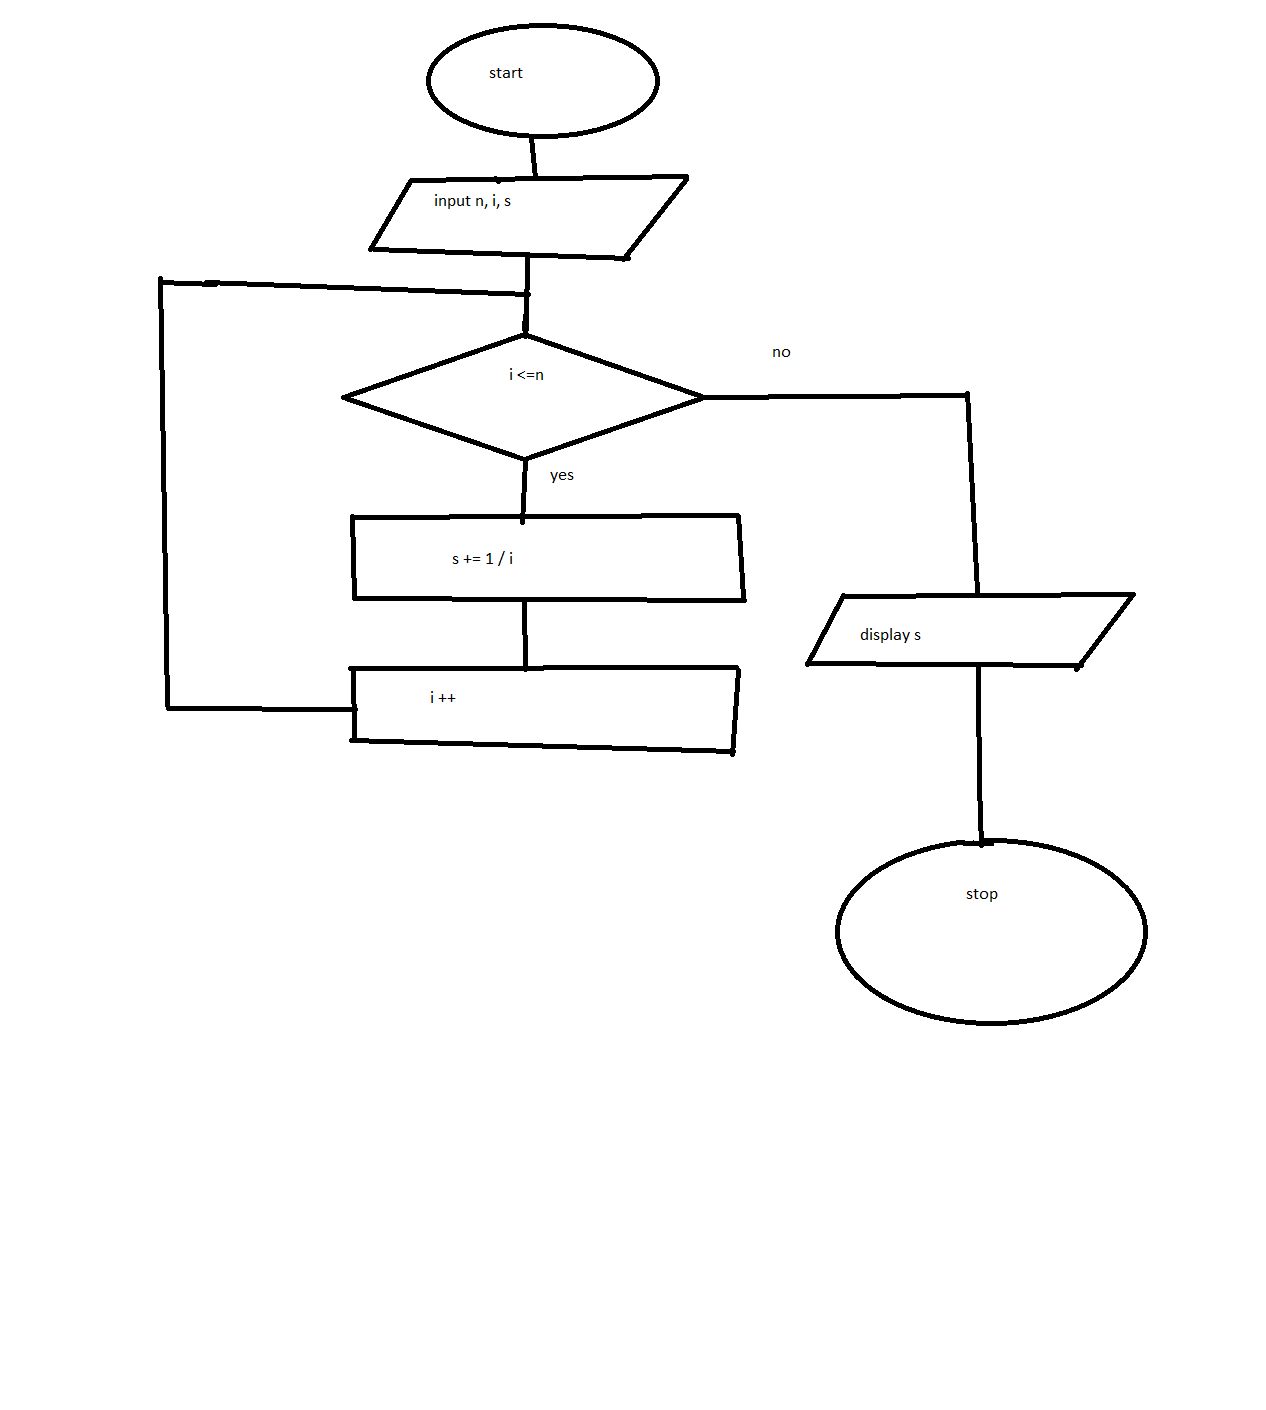 start
input n, i, s
i <=n
no
yes
s += 1 / i
display s
i ++
stop